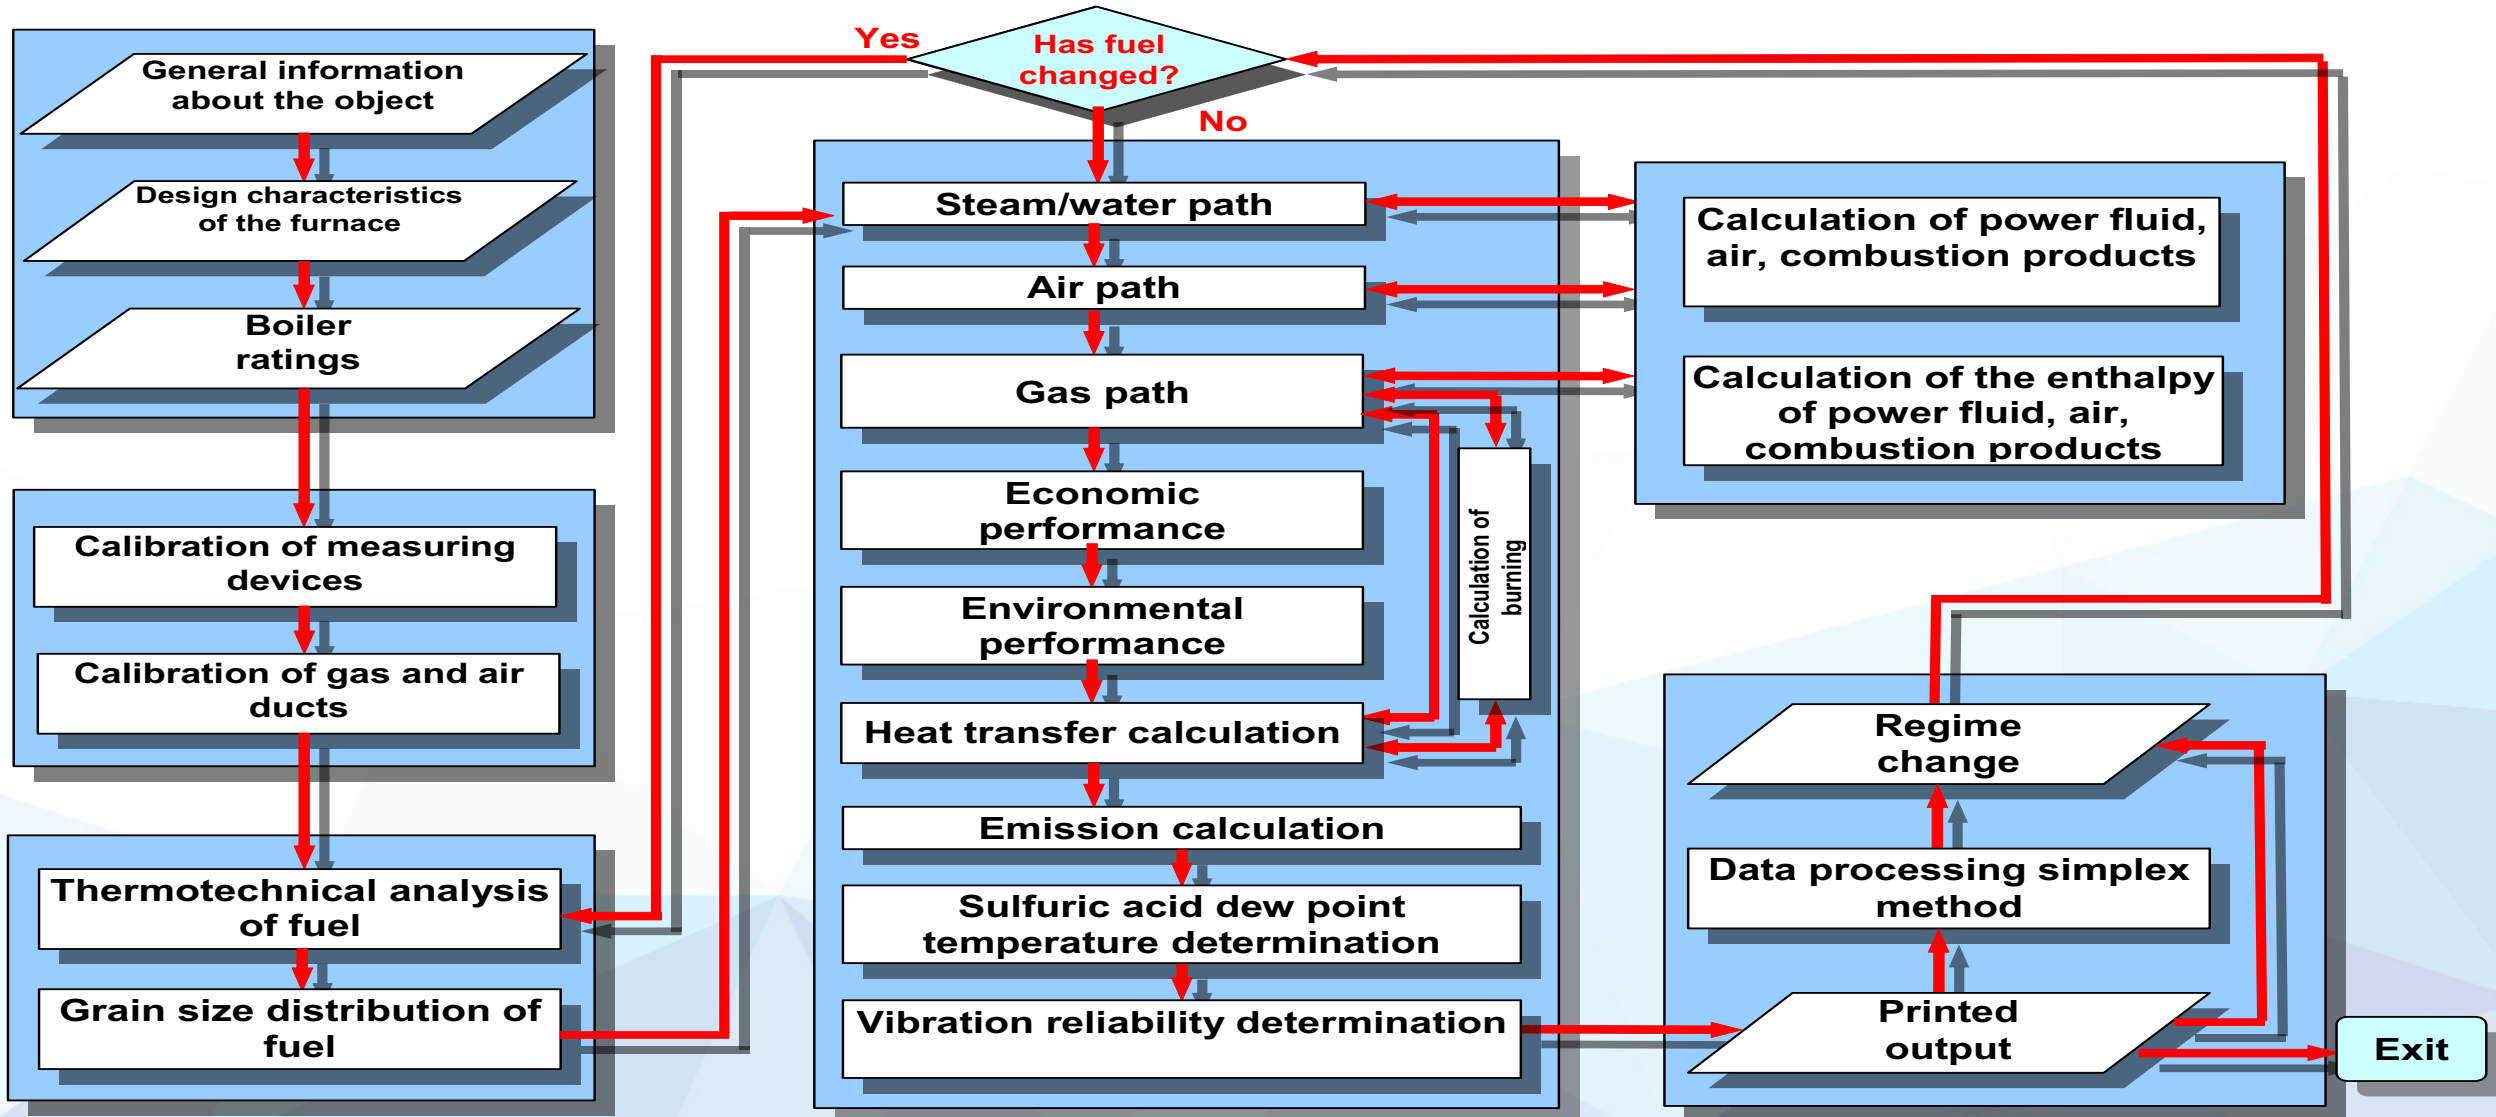 General information
about the object
Design characteristics
of the furnace
Boiler
ratings
Calibration of measuring
devices
Calibration of gas and air
ducts
Thermotechnical analysis
of fuel
Grain size distribution of
fuel
Yes
Has fuel
changed?
No
Steam/water path
Air path
Gas path
Economic
performance
Environmental
performance
Heat transfer calculation
Calculation of
burning
Emission calculation
Sulfuric acid dew point
temperature determination
Vibration reliability determination
Calculation of power fluid,
air, combustion products
Calculation of the enthalpy
of power fluid, air,
combustion products
Regime
change
Data processing simplex
method
Printed
output
Exit